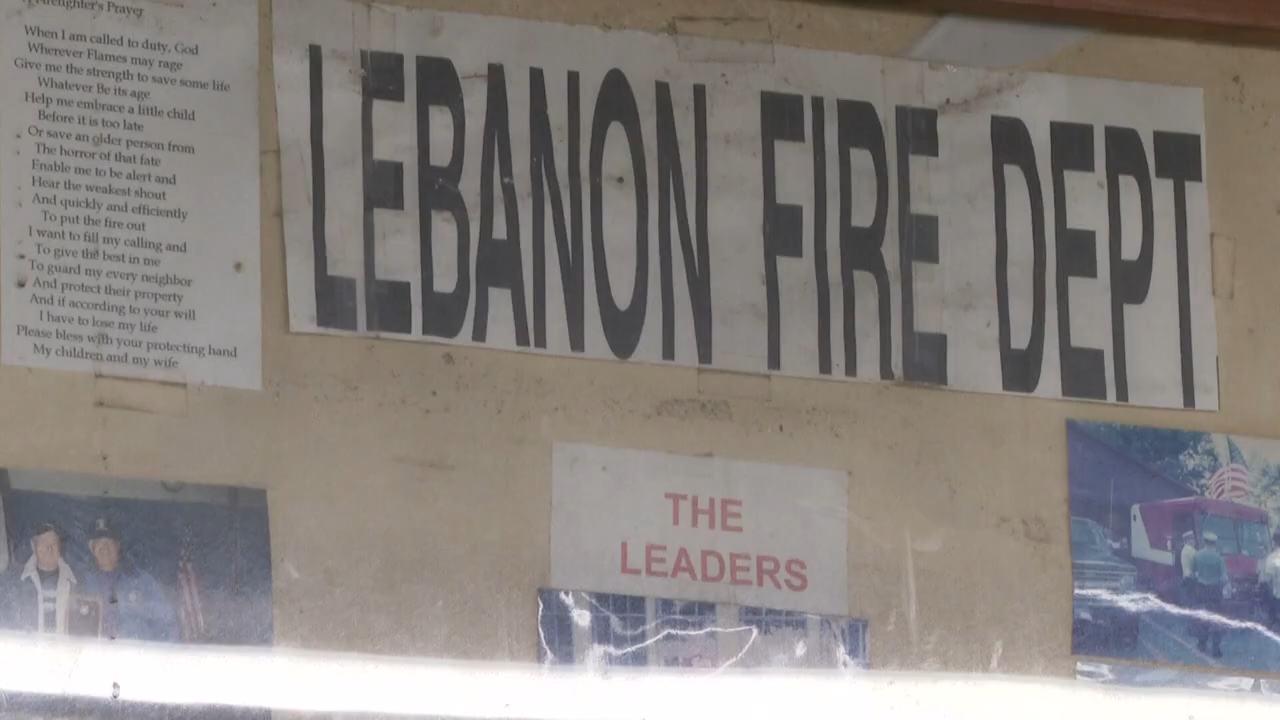 Firefighter's Prayer
When I am called to duty, God
Wherever Flames may rage
Give me the strength to save some life
Whatever Be its age
Help me embrace a little child
Before it is too late
Or save an older person from
The horror of that fate
Enable me to be alert and
Hear the weakest shout
And quickly and efficiently
To put the fire out
I want to fill my calling and
To give the best in me
To guard my every neighbor
And protect their property
And if according to your will
I have to lose my life
Please bless with your protecting hand
My children and my wife
LEBANON FIRE DEPT.
THE
LEADERS